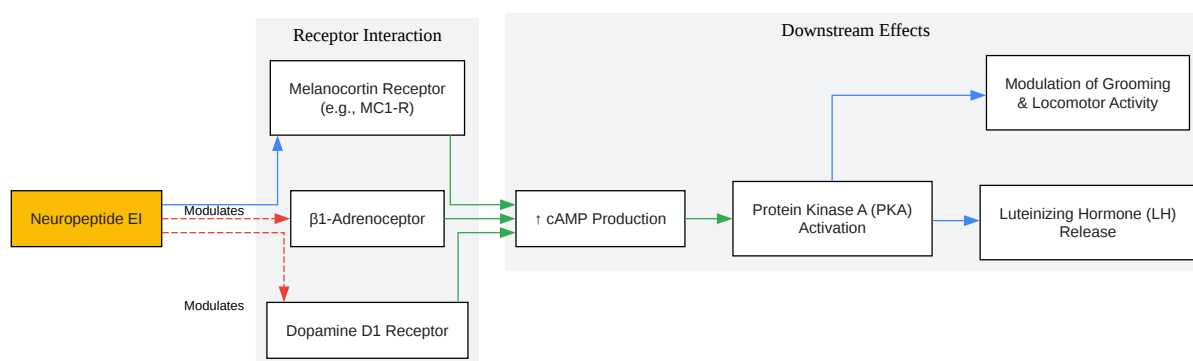 Receptor Interaction
Downstream Effects
Melanocortin Receptor
(e.g., MC1-R)
Modulation of Grooming
& Locomotor Activity
Neuropeptide EI
Modulates
β1-Adrenoceptor
↑ cAMP Production
Protein Kinase A (PKA)
Activation
Luteinizing Hormone (LH)
Release
Modulates
Dopamine D1 Receptor